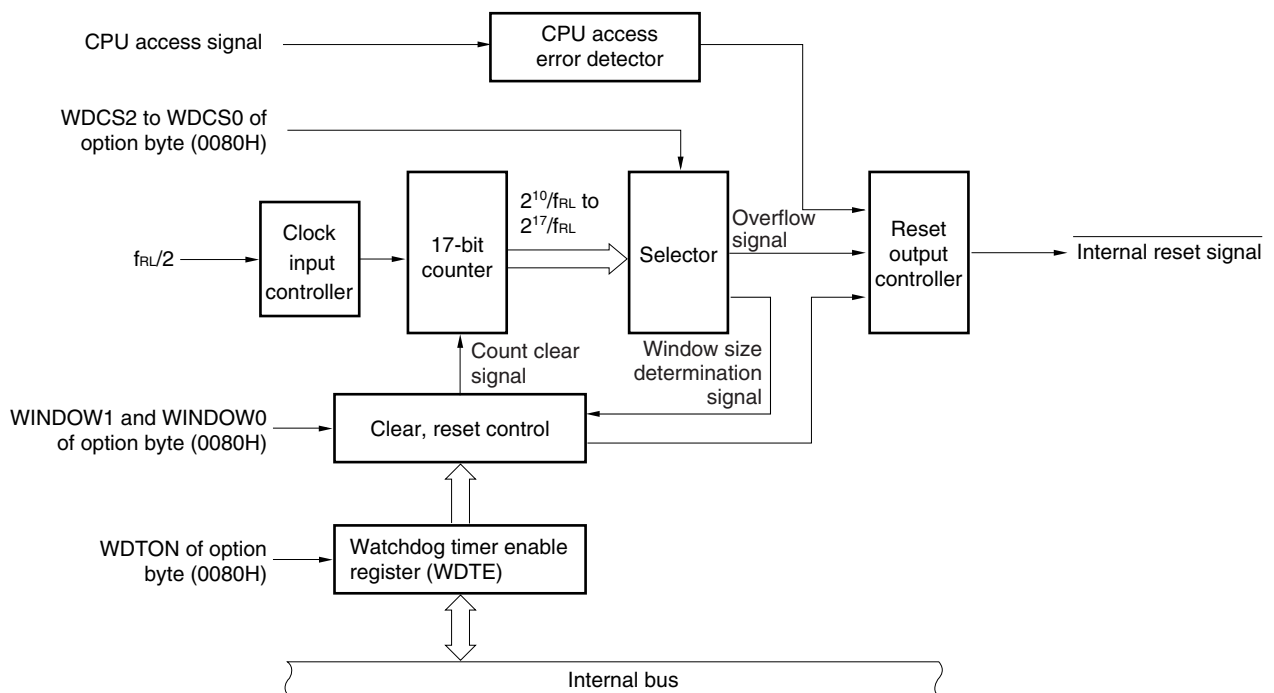 CPU access signal
CPU access
error detector
WDCS2 to WDCS0 of
option byte (0080H)
fRL/2
Clock
input
controller
17-bit
counter
2¹⁰/fRL to
2¹⁷/fRL
Selector
Overflow
signal
Reset
output
controller
Internal reset signal
Count clear
signal
Window size
determination
signal
WINDOW1 and WINDOW0
of option byte (0080H)
Clear, reset control
WDTON of option
byte (0080H)
Watchdog timer enable
register (WDTE)
Internal bus